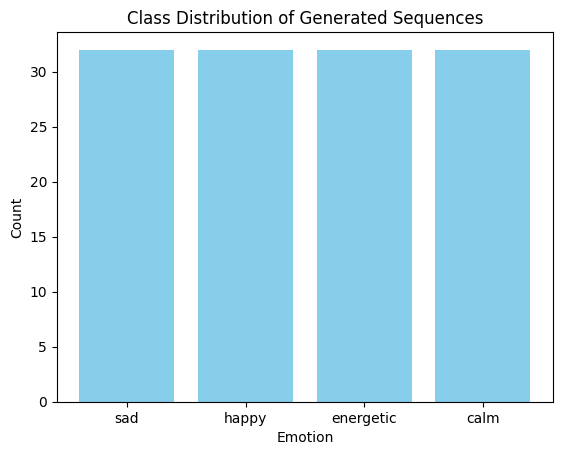 Class Distribution of Generated Sequences
Count
30
25
20
15
10
5
0
sad happy energetic calm
Emotion